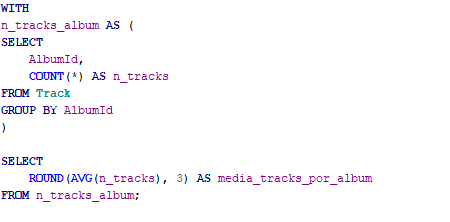 WITH
n_tracks_album AS (
SELECT
    AlbumId,
    COUNT(*) AS n_tracks
FROM Track
GROUP BY AlbumId
)

SELECT
    ROUND(AVG(n_tracks), 3) AS media_tracks_por_album
FROM n_tracks_album;